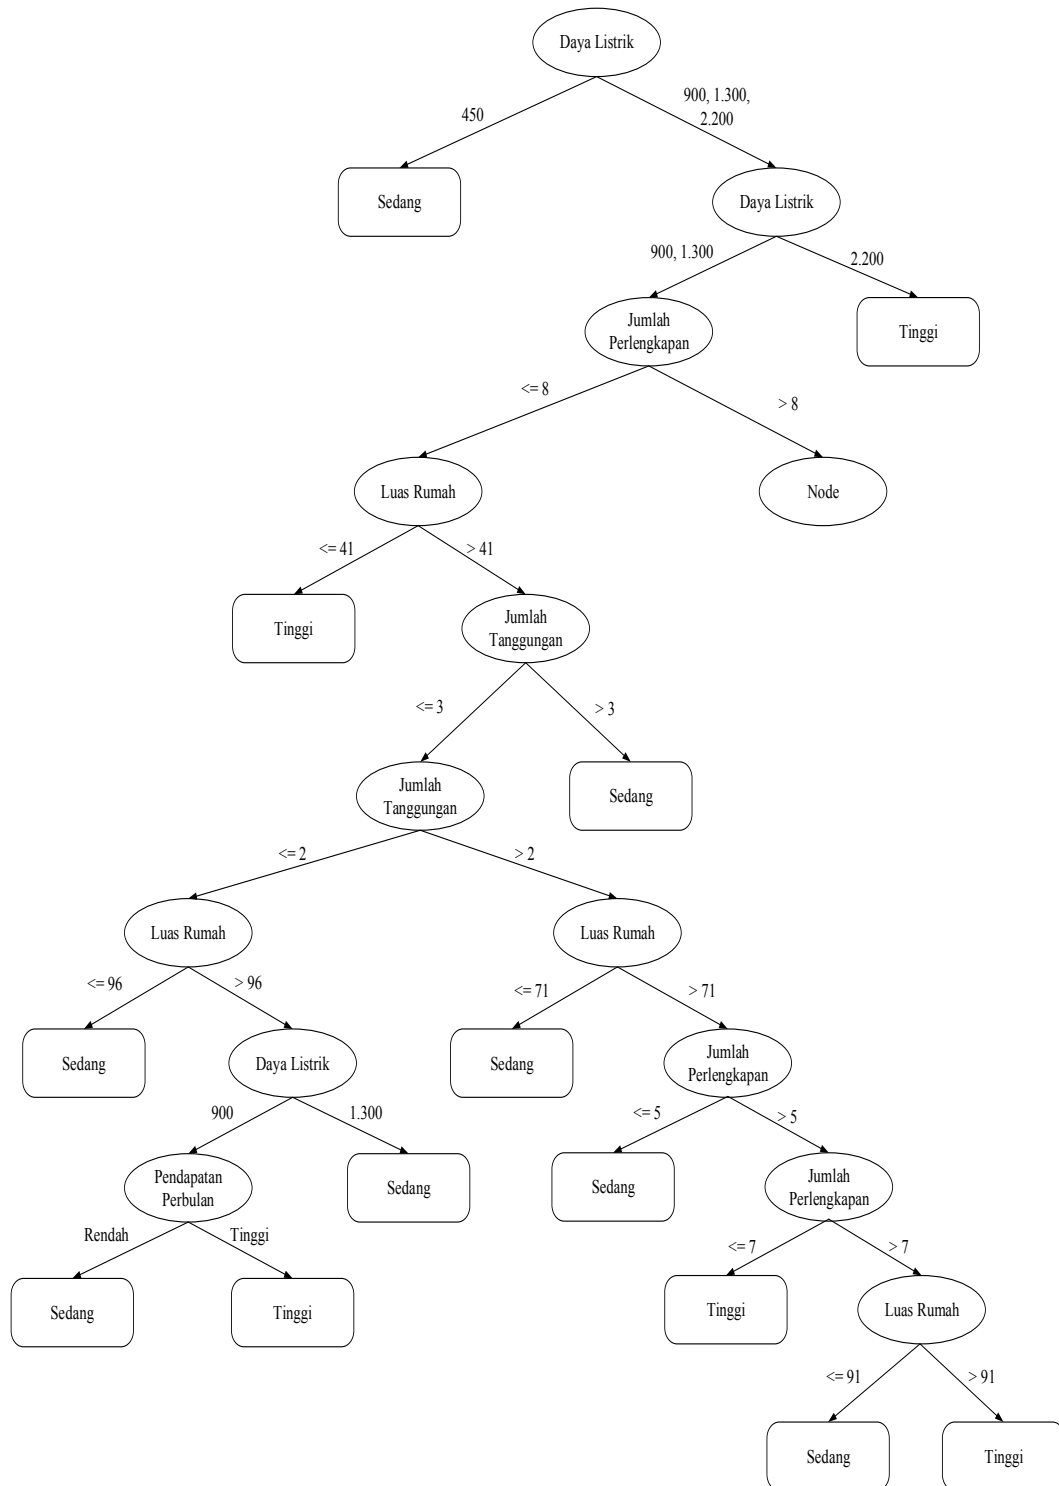 Daya Listrik
450
900, 1.300,
2.200
Sedang
Daya Listrik
900, 1.300
2.200
Jumlah
Perlengkapan
Tinggi
<= 8
> 8
Luas Rumah
Node
<= 41
> 41
Tinggi
Jumlah
Tanggungan
<= 3
> 3
Jumlah
Tanggungan
Sedang
<= 2
> 2
Luas Rumah
Luas Rumah
<= 96
> 96
<= 71
> 71
Sedang
Daya Listrik
Sedang
Jumlah
Perlengkapan
900
1.300
<= 5
> 5
Pendapatan
Perbulan
Sedang
Sedang
Jumlah
Perlengkapan
Rendah
Tinggi
<= 7
> 7
Sedang
Tinggi
Tinggi
Luas Rumah
<= 91
> 91
Sedang
Tinggi